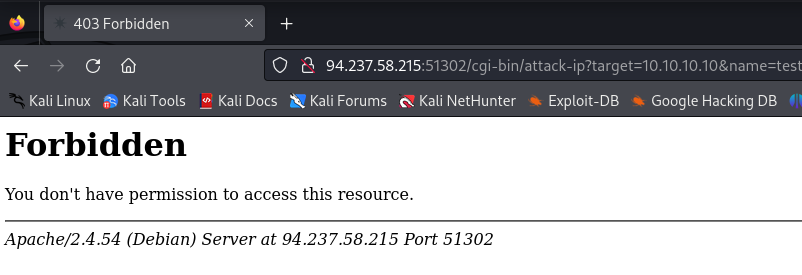 403 Forbidden
94.237.58.215:51302/cgi-bin/attack-ip?target=10.10.10.10&name=test
Kali Linux Kali Tools Kali Docs Kali Forums Kali NetHunter Exploit-DB Google Hacking DB
Forbidden
You don't have permission to access this resource.
Apache/2.4.54 (Debian) Server at 94.237.58.215 Port 51302